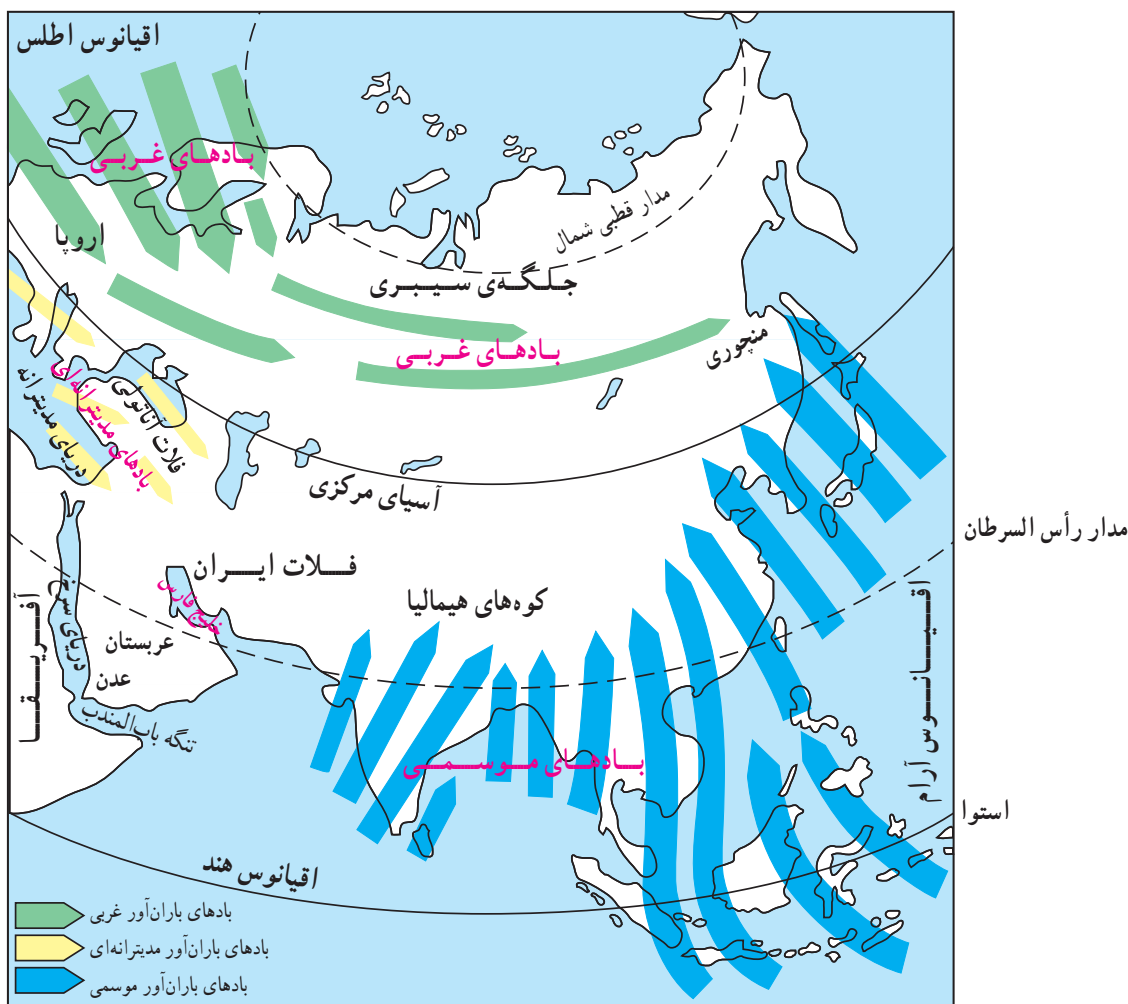 اقیانوس اطلس
بادهای غربی
اروپا
مدار قطبی شمال
جلگه‌ی سیبری
بادهای غربی
منچوری
دریای مدیترانه
بادهای مدیترانه‌ای
فلات آناتولی
آسیای مرکزی
مدار رأس السرطان
فلات ایران
خلیج فارس
کوه‌های هیمالیا
آفریقا
دریای سرخ
عربستان
عدن
تنگه باب‌المندب
اقیانوس آرام
بادهای موسمی
استوا
اقیانوس هند
بادهای باران‌آور غربی
بادهای باران‌آور مدیترانه‌ای
بادهای باران‌آور موسمی